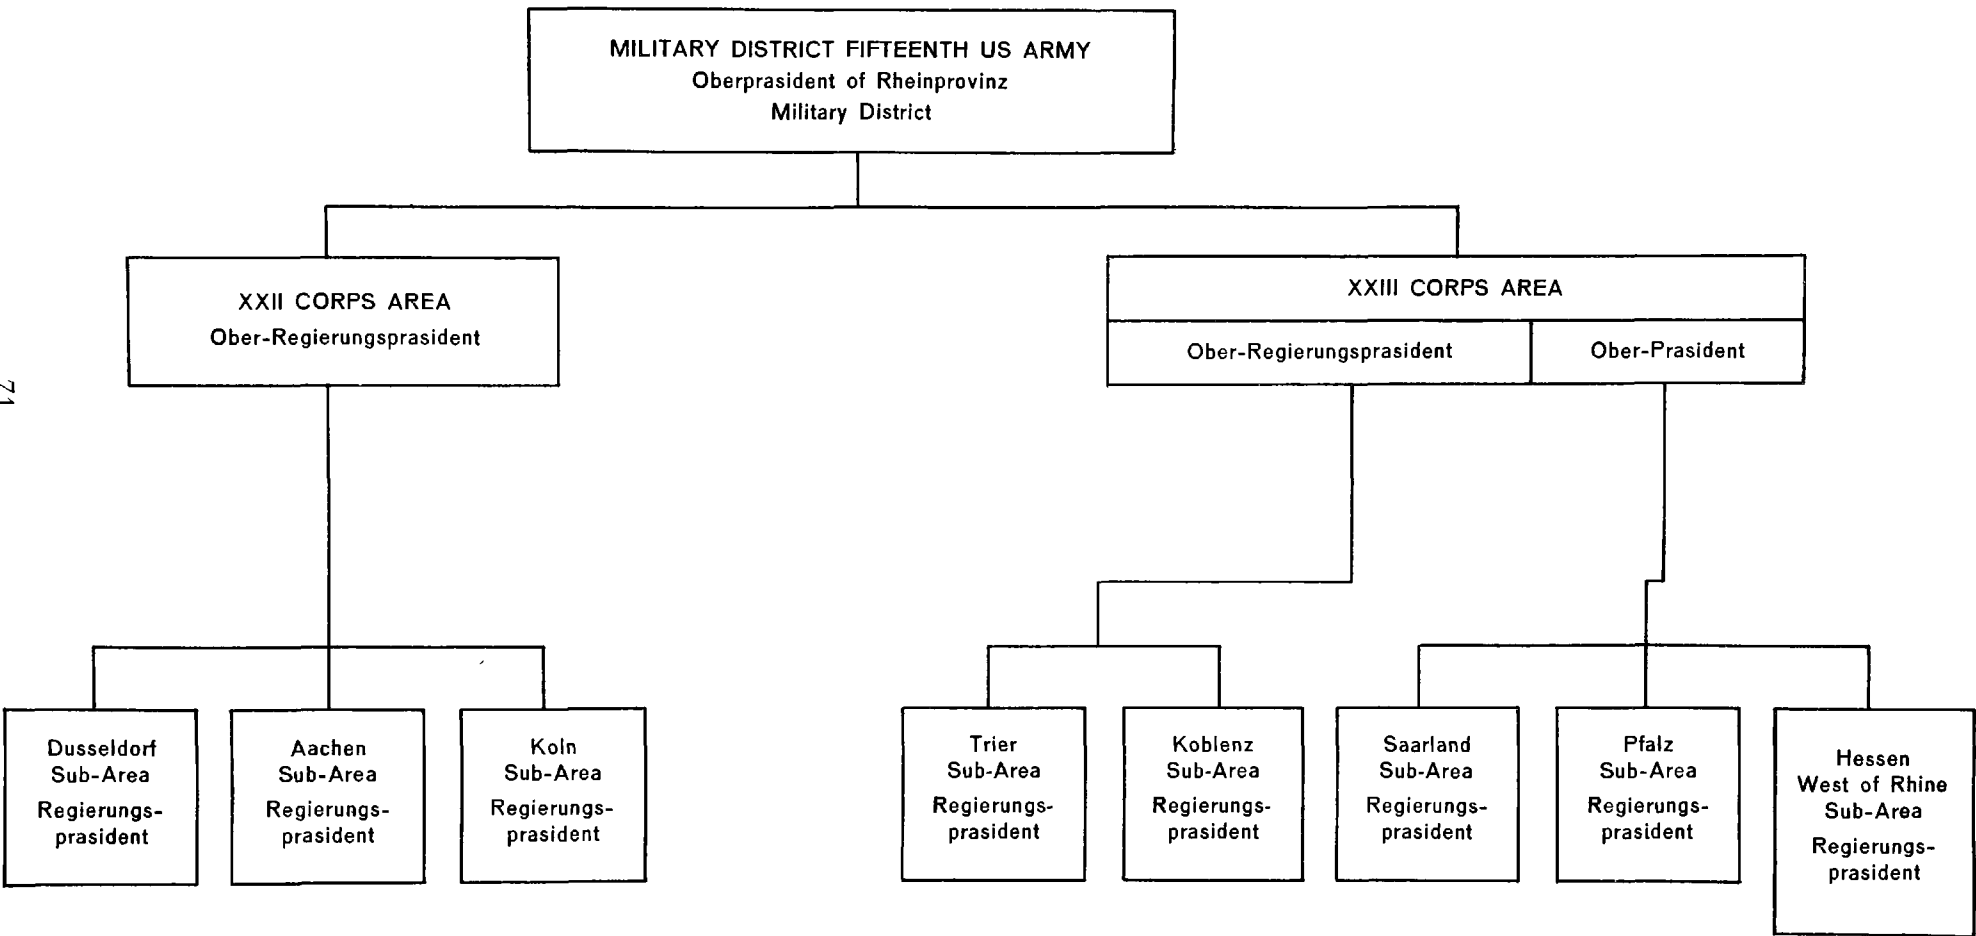 MILITARY DISTRICT FIFTEENTH US ARMY
Oberprasident of Rheinprovinz
Military District
XXII CORPS AREA
Ober-Regierungsprasident
XXIII CORPS AREA
Ober-Regierungsprasident
Ober-Prasident
71
Dusseldorf
Sub-Area
Regierungs-
prasident
Aachen
Sub-Area
Regierungs-
prasident
Koln
Sub-Area
Regierungs-
prasident
Trier
Sub-Area
Regierungs-
prasident
Koblenz
Sub-Area
Regierungs-
prasident
Saarland
Sub-Area
Regierungs-
prasident
Pfalz
Sub-Area
Regierungs-
prasident
Hessen
West of Rhine
Sub-Area
Regierungs-
prasident